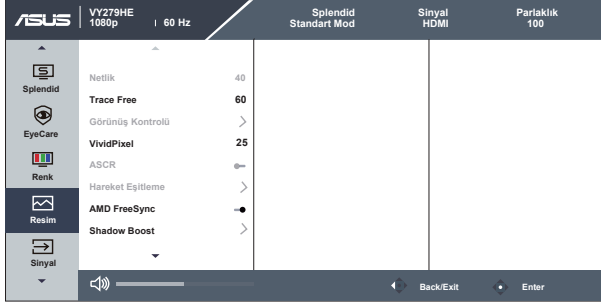 ASUS
VY279HE
1080p | 60 Hz
Splendid
Standart Mod
Sinyal
HDMI
Parlaklık
100
Splendid
EyeCare
Renk
Resim
Sinyal
Netlik 40
Trace Free 60
Görünüş Kontrolü
VividPixel 25
ASCR
Hareket Eşitleme
AMD FreeSync
Shadow Boost
Back/Exit
Enter